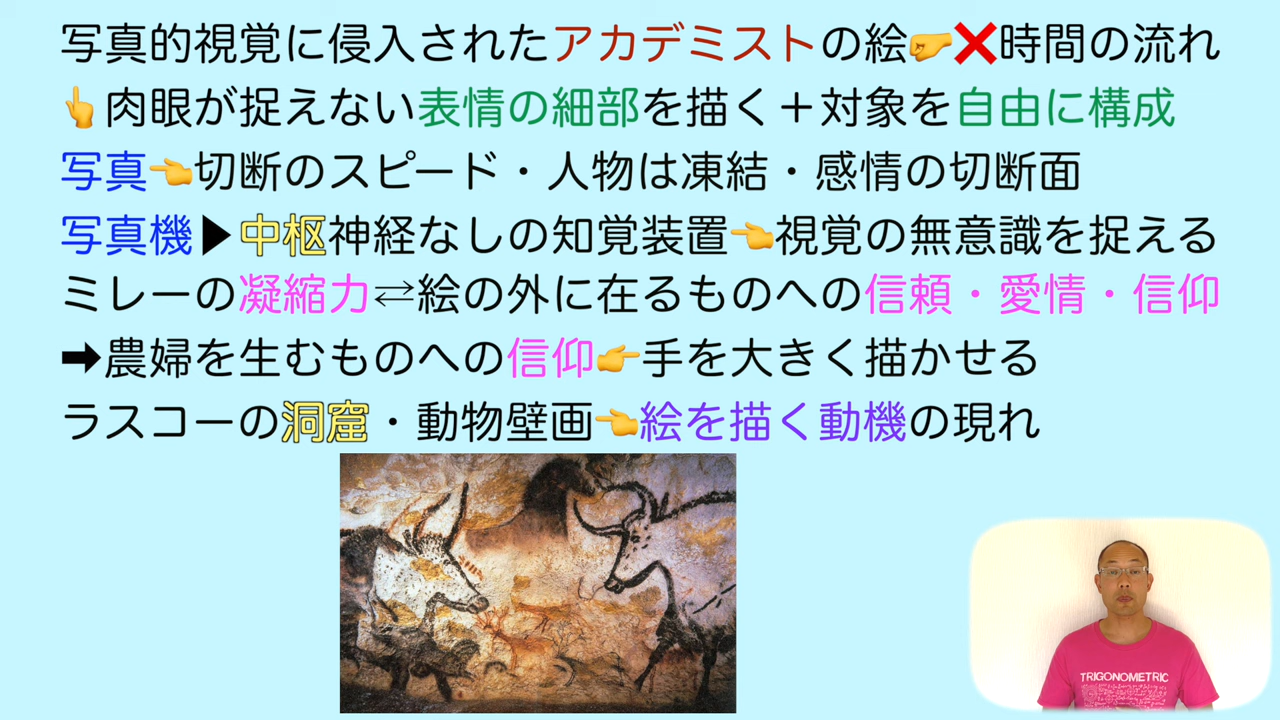 写真的視覚に侵入されたアカデミストの絵🤛❌時間の流れ
👆肉眼が捉えない表情の細部を描く＋対象を自由に構成
写真👈切断のスピード・人物は凍結・感情の切断面
写真機▶中枢神経なしの知覚装置👈視覚の無意識を捉える
ミレーの凝縮力⇄絵の外に在るものへの信頼・愛情・信仰
➡農婦を生むものへの信仰👉手を大きく描かせる
ラスコーの洞窟・動物壁画👈絵を描く動機の現れ
TRIGONOMETRIC